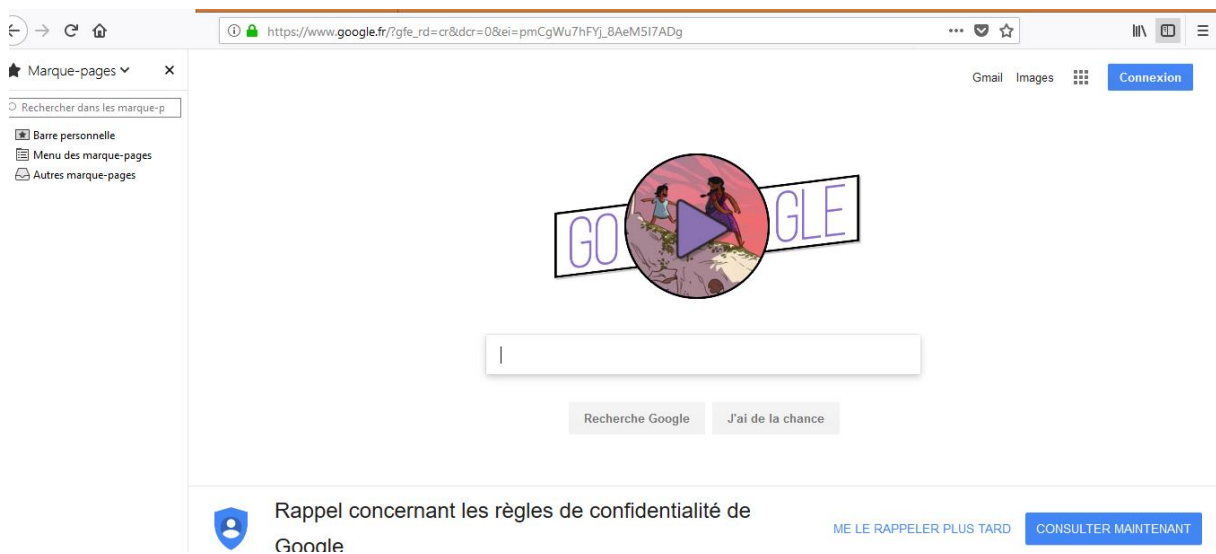 https://www.google.fr/?gfe_rd=cr&dcr=0&ei=pmCgWu7hFYj_8AeM5I7ADg
Marque-pages
Rechercher dans les marque-p
Barre personnelle
Menu des marque-pages
Autres marque-pages
Gmail Images Connexion
GO GLE
Recherche Google J'ai de la chance
Rappel concernant les règles de confidentialité de
Google
ME LE RAPPELER PLUS TARD CONSULTER MAINTENANT